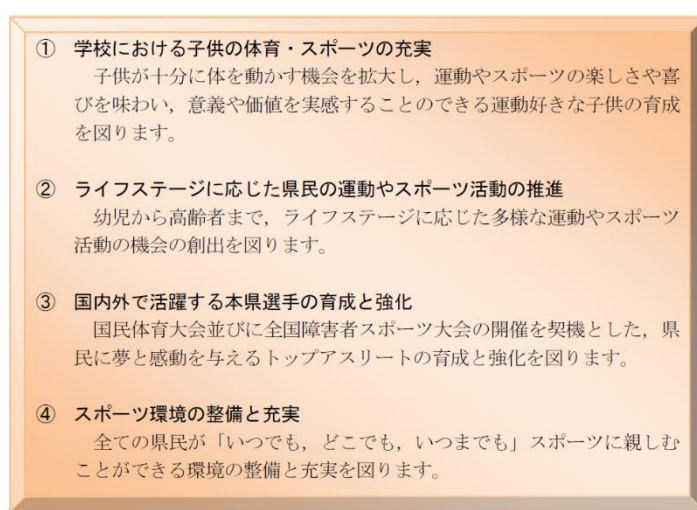 ① 学校における子供の体育・スポーツの充実
子供が十分に体を動かす機会を拡大し，運動やスポーツの楽しさや喜
びを味わい，意義や価値を実感することのできる運動好きな子供の育成
を図ります。
② ライフステージに応じた県民の運動やスポーツ活動の推進
幼児から高齢者まで，ライフステージに応じた多様な運動やスポーツ
活動の機会の創出を図ります。
③ 国内外で活躍する本県選手の育成と強化
国民体育大会並びに全国障害者スポーツ大会の開催を契機とした，県
民に夢と感動を与えるトップアスリートの育成と強化を図ります。
④ スポーツ環境の整備と充実
全ての県民が「いつでも，どこでも，いつまでも」スポーツに親しむ
ことができる環境の整備と充実を図ります。